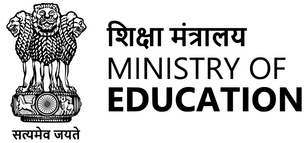 शिक्षा मंत्रालय
MINISTRY OF
EDUCATION
सत्यमेव जयते